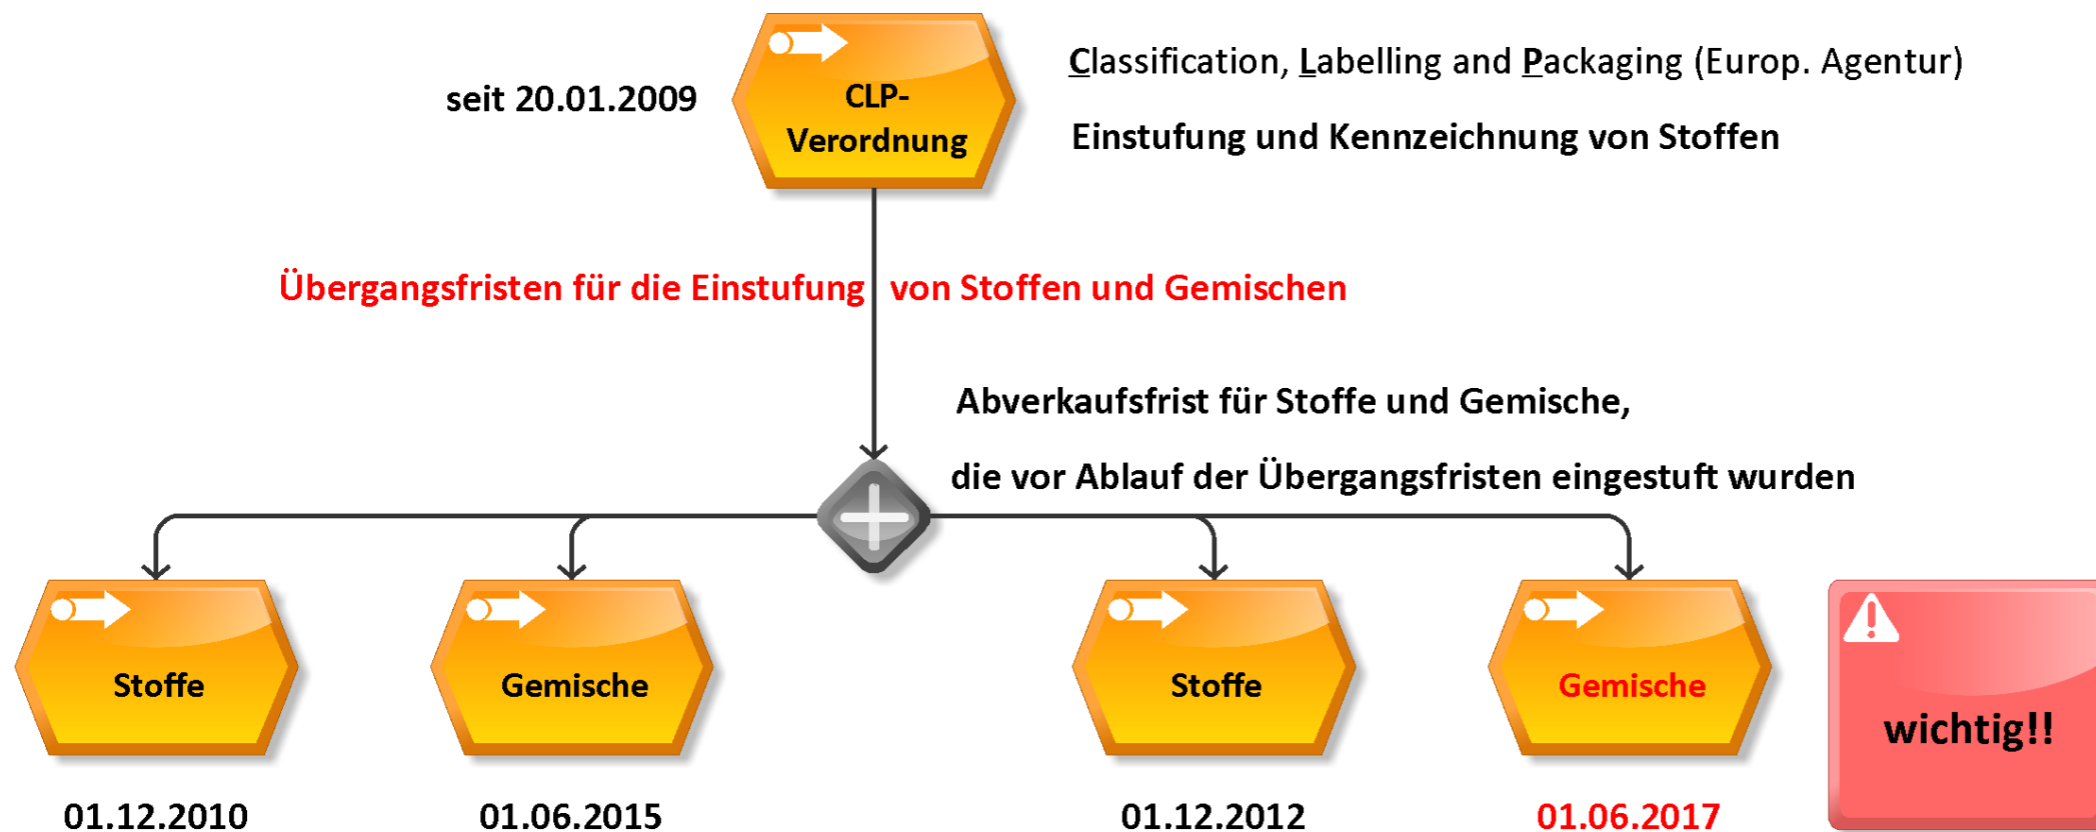 seit 20.01.2009
CLP-
Verordnung
Classification, Labelling and Packaging (Europ. Agentur)
Einstufung und Kennzeichnung von Stoffen
Übergangsfristen für die Einstufung von Stoffen und Gemischen
Abverkaufsfrist für Stoffe und Gemische,
die vor Ablauf der Übergangsfristen eingestuft wurden
Stoffe
Gemische
Stoffe
Gemische
wichtig!!
01.12.2010
01.06.2015
01.12.2012
01.06.2017